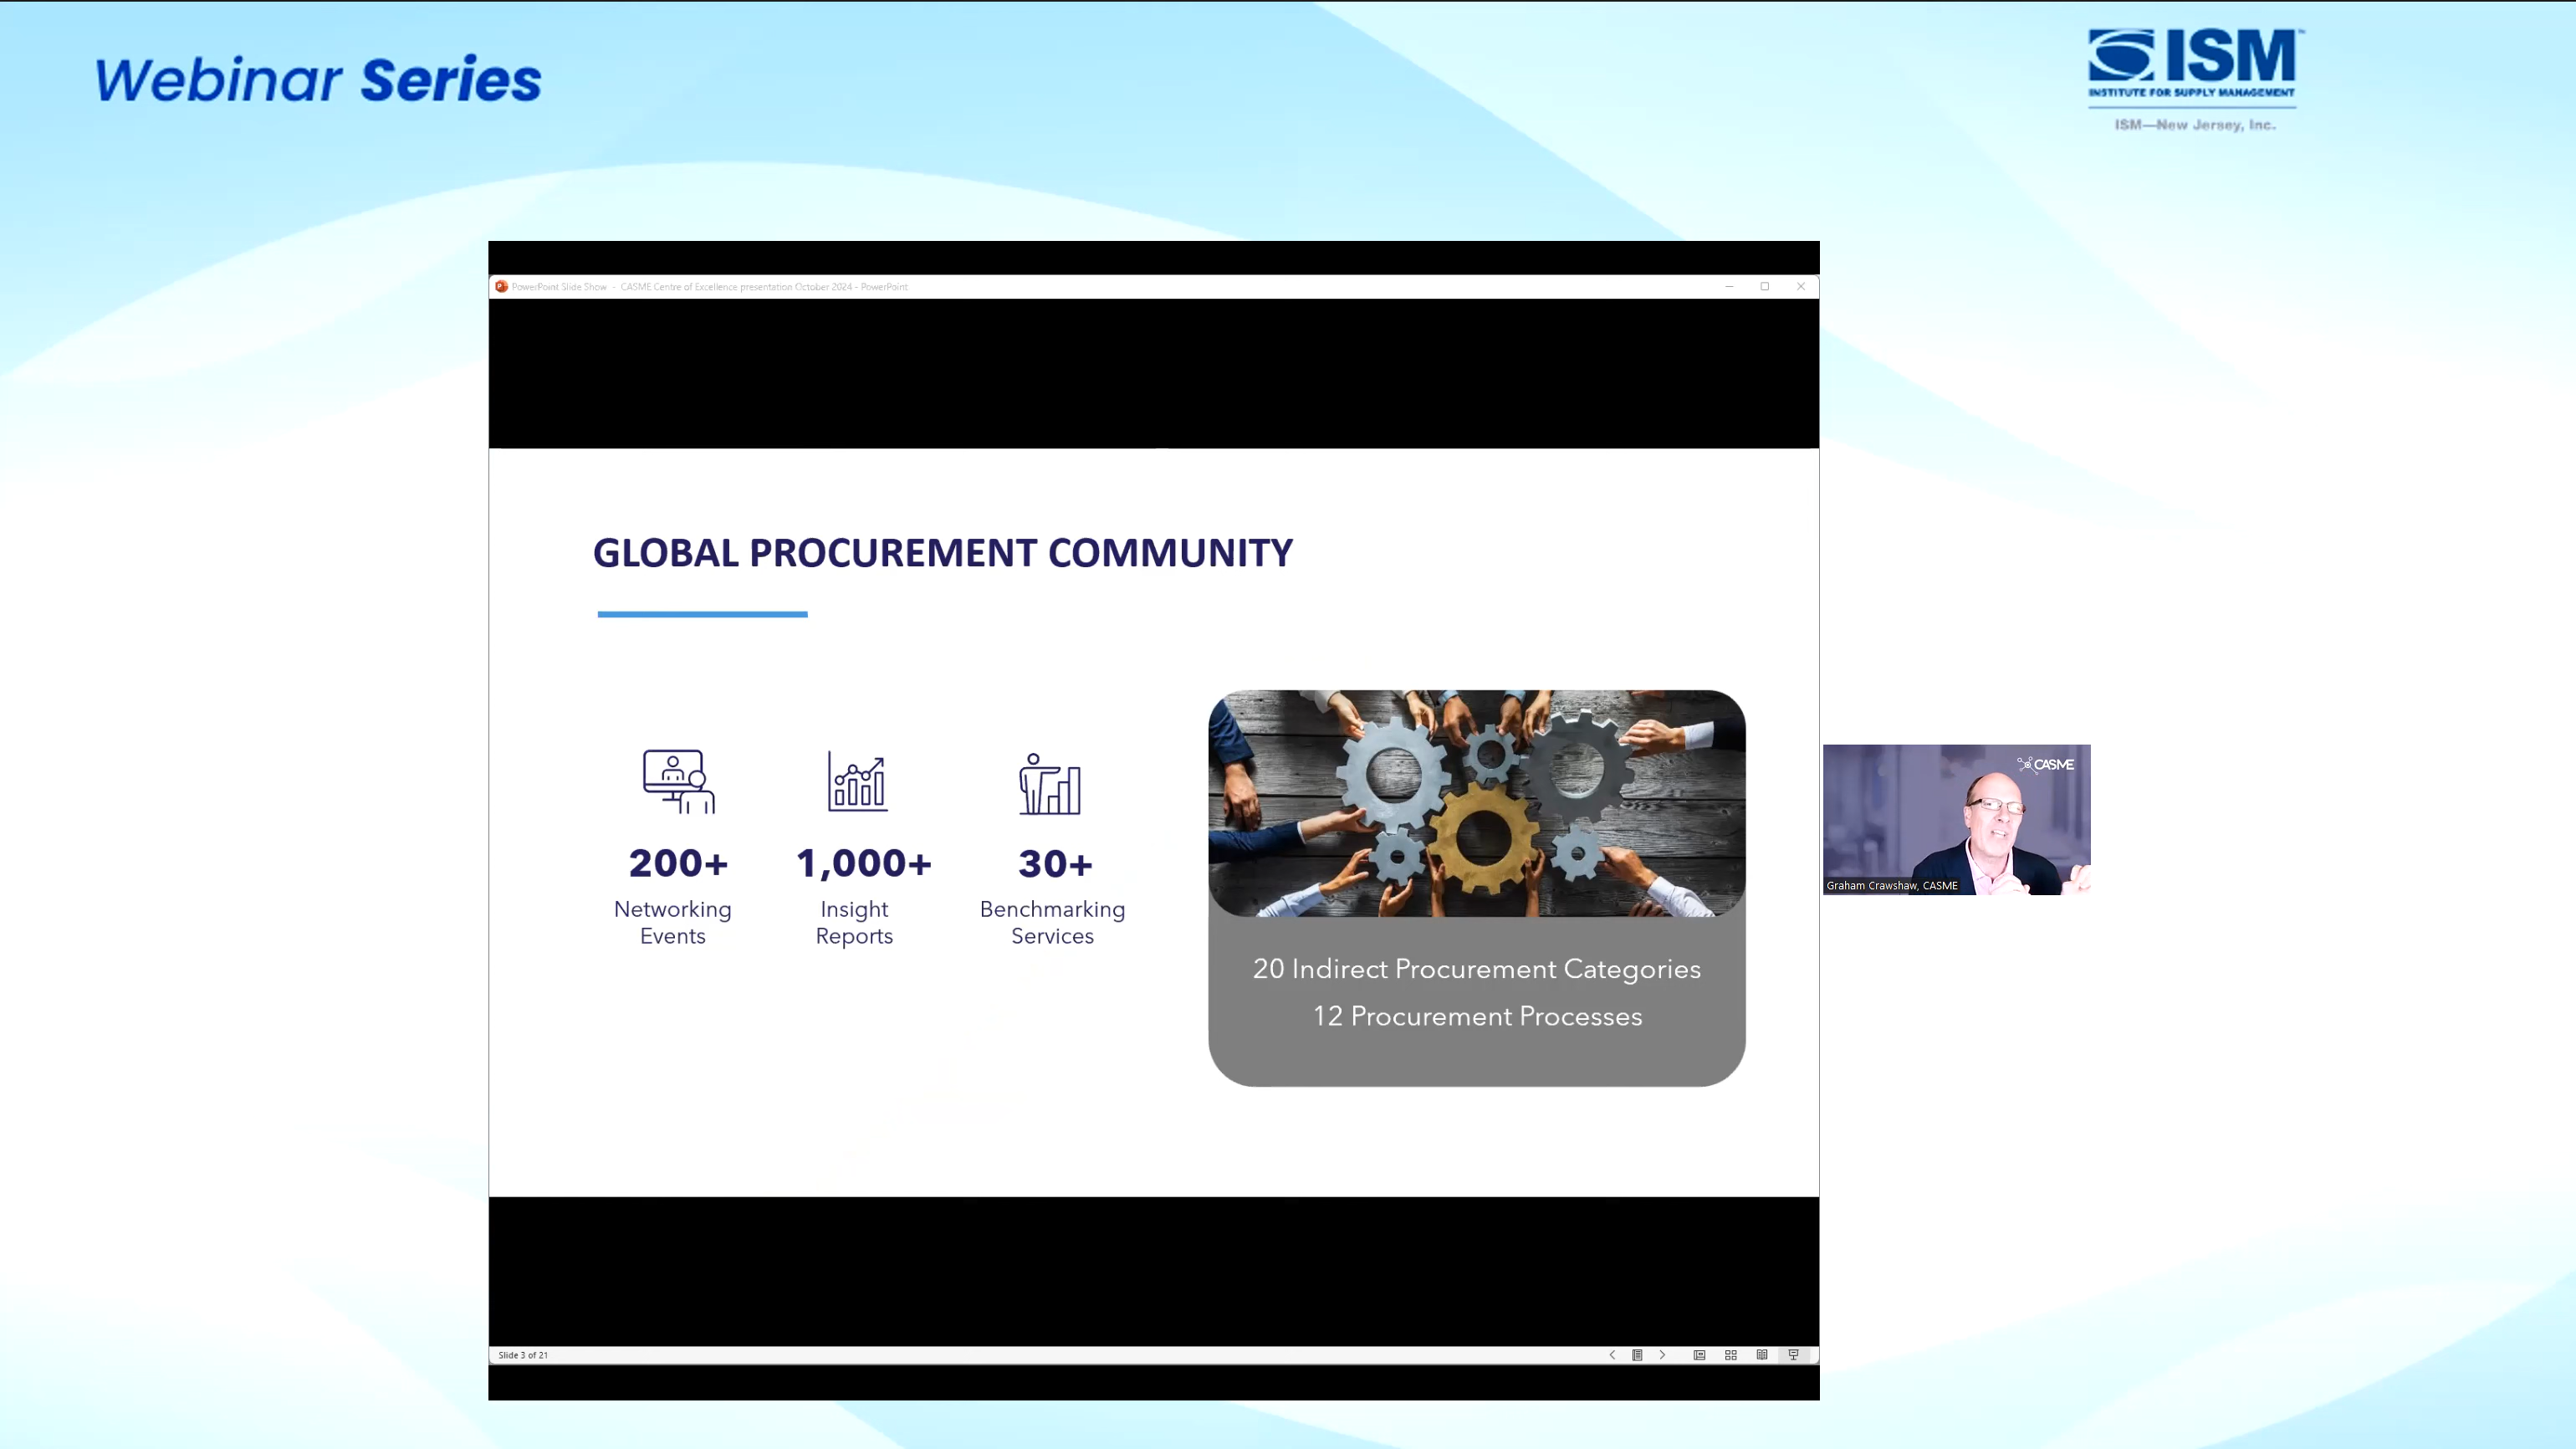 Webinar Series
ISM
INSTITUTE FOR SUPPLY MANAGEMENT
ISM—New Jersey, Inc.
PowerPoint Slide Show - CASME Centre of Excellence presentation October 2024 - PowerPoint
GLOBAL PROCUREMENT COMMUNITY
200+
Networking
Events
1,000+
Insight
Reports
30+
Benchmarking
Services
20 Indirect Procurement Categories
12 Procurement Processes
CASME
Graham Crawshaw, CASME
Slide 3 of 21